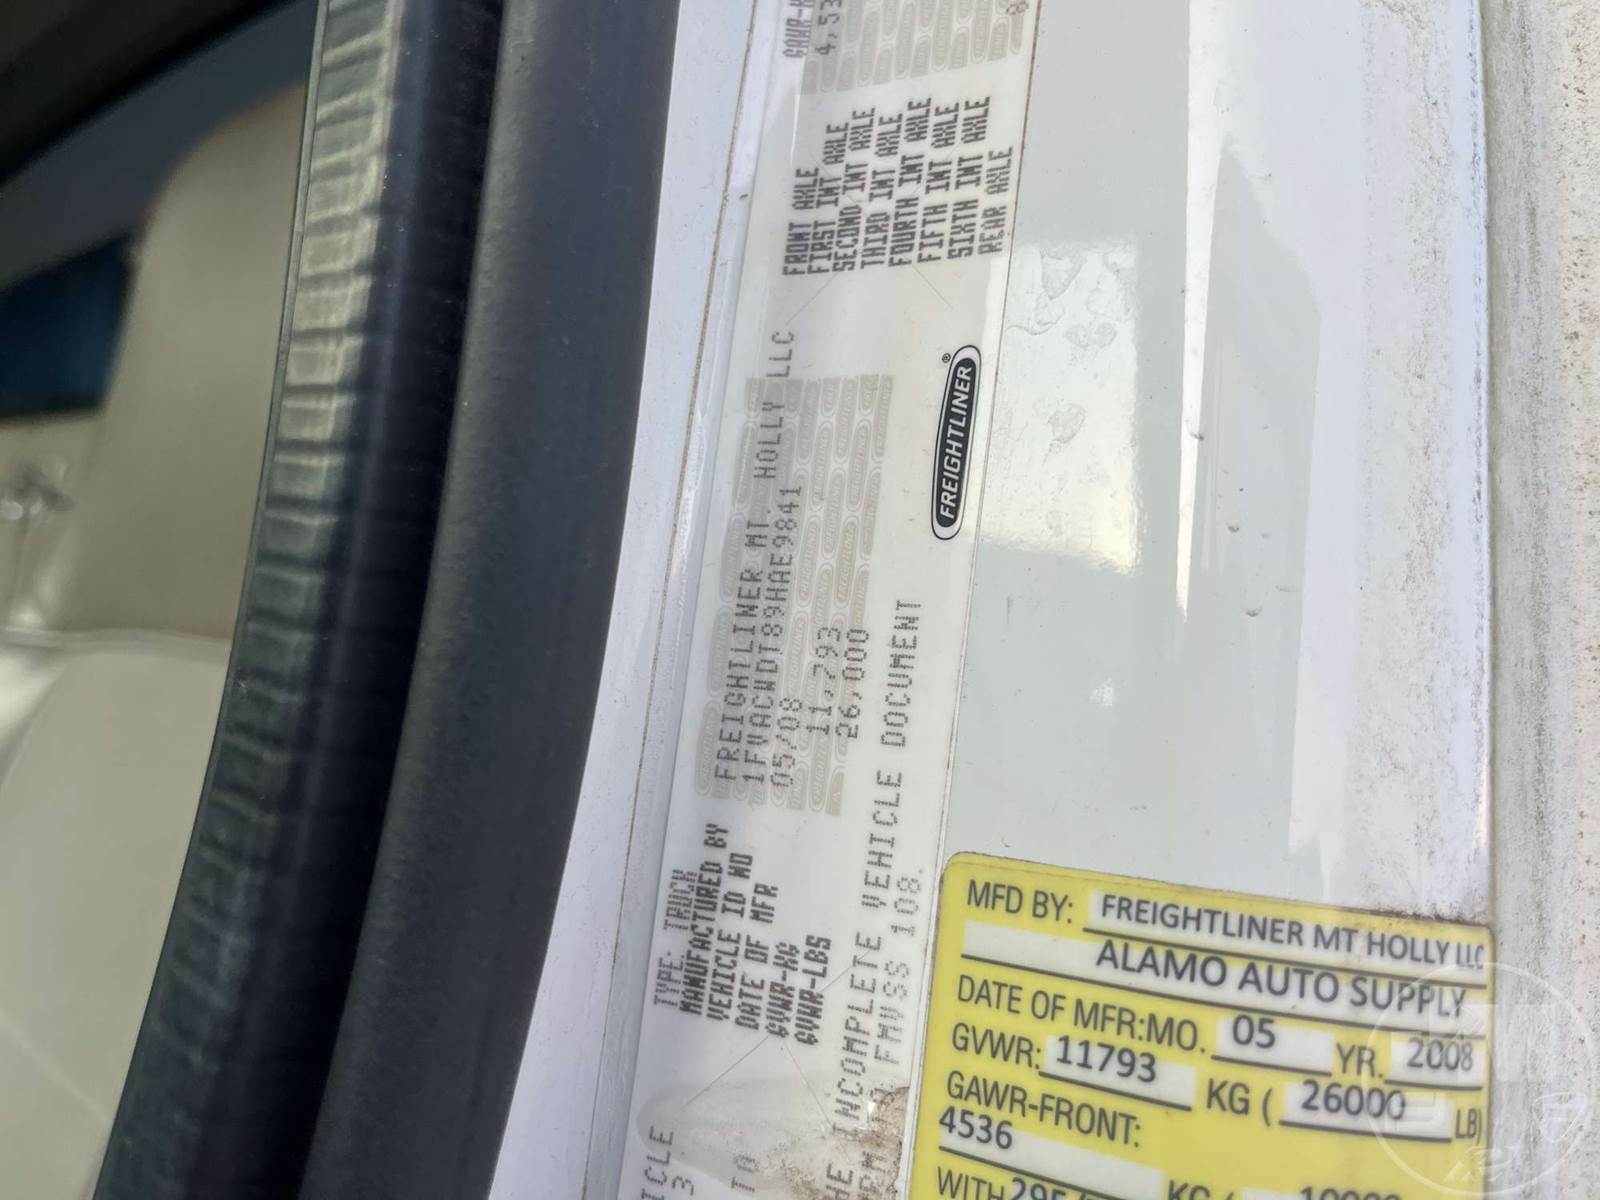 TYPE: TRUCK
MANUFACTURED BY FREIGHTLINER MT. HOLLY LLC
VEHICLE ID NO 1FVACWDT89HAE9841
DATE OF MFR 05/08
GVWR-KG 11,793
GVWR-LBS 26,000
INCOMPLETE VEHICLE DOCUMENT
FMVSS 108.
GAWR-K
4,53
FRONT AXLE
FIRST INT AXLE
SECOND INT AXLE
THIRD INT AXLE
FOURTH INT AXLE
FIFTH INT AXLE
SIXTH INT AXLE
REAR AXLE
FREIGHTLINER®
MFD BY: FREIGHTLINER MT HOLLY LLC
ALAMO AUTO SUPPLY
DATE OF MFR:MO. 05 YR. 2008
GVWR: 11793 KG ( 26000 LB)
GAWR-FRONT:
4536 KG ( 10000
WITH 295/